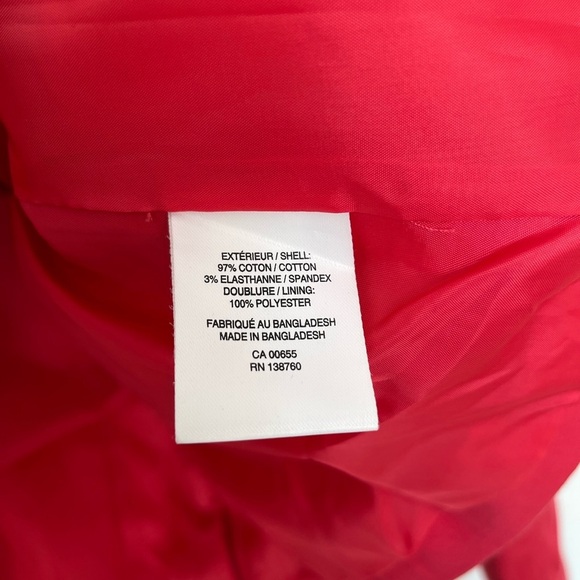 EXTÉRIEUR / SHELL:
97% COTON / COTTON
3% ELASTHANNE / SPANDEX
DOUBLURE / LINING:
100% POLYESTER
FABRIQUÉ AU BANGLADESH
MADE IN BANGLADESH
CA 00655
RN 138760